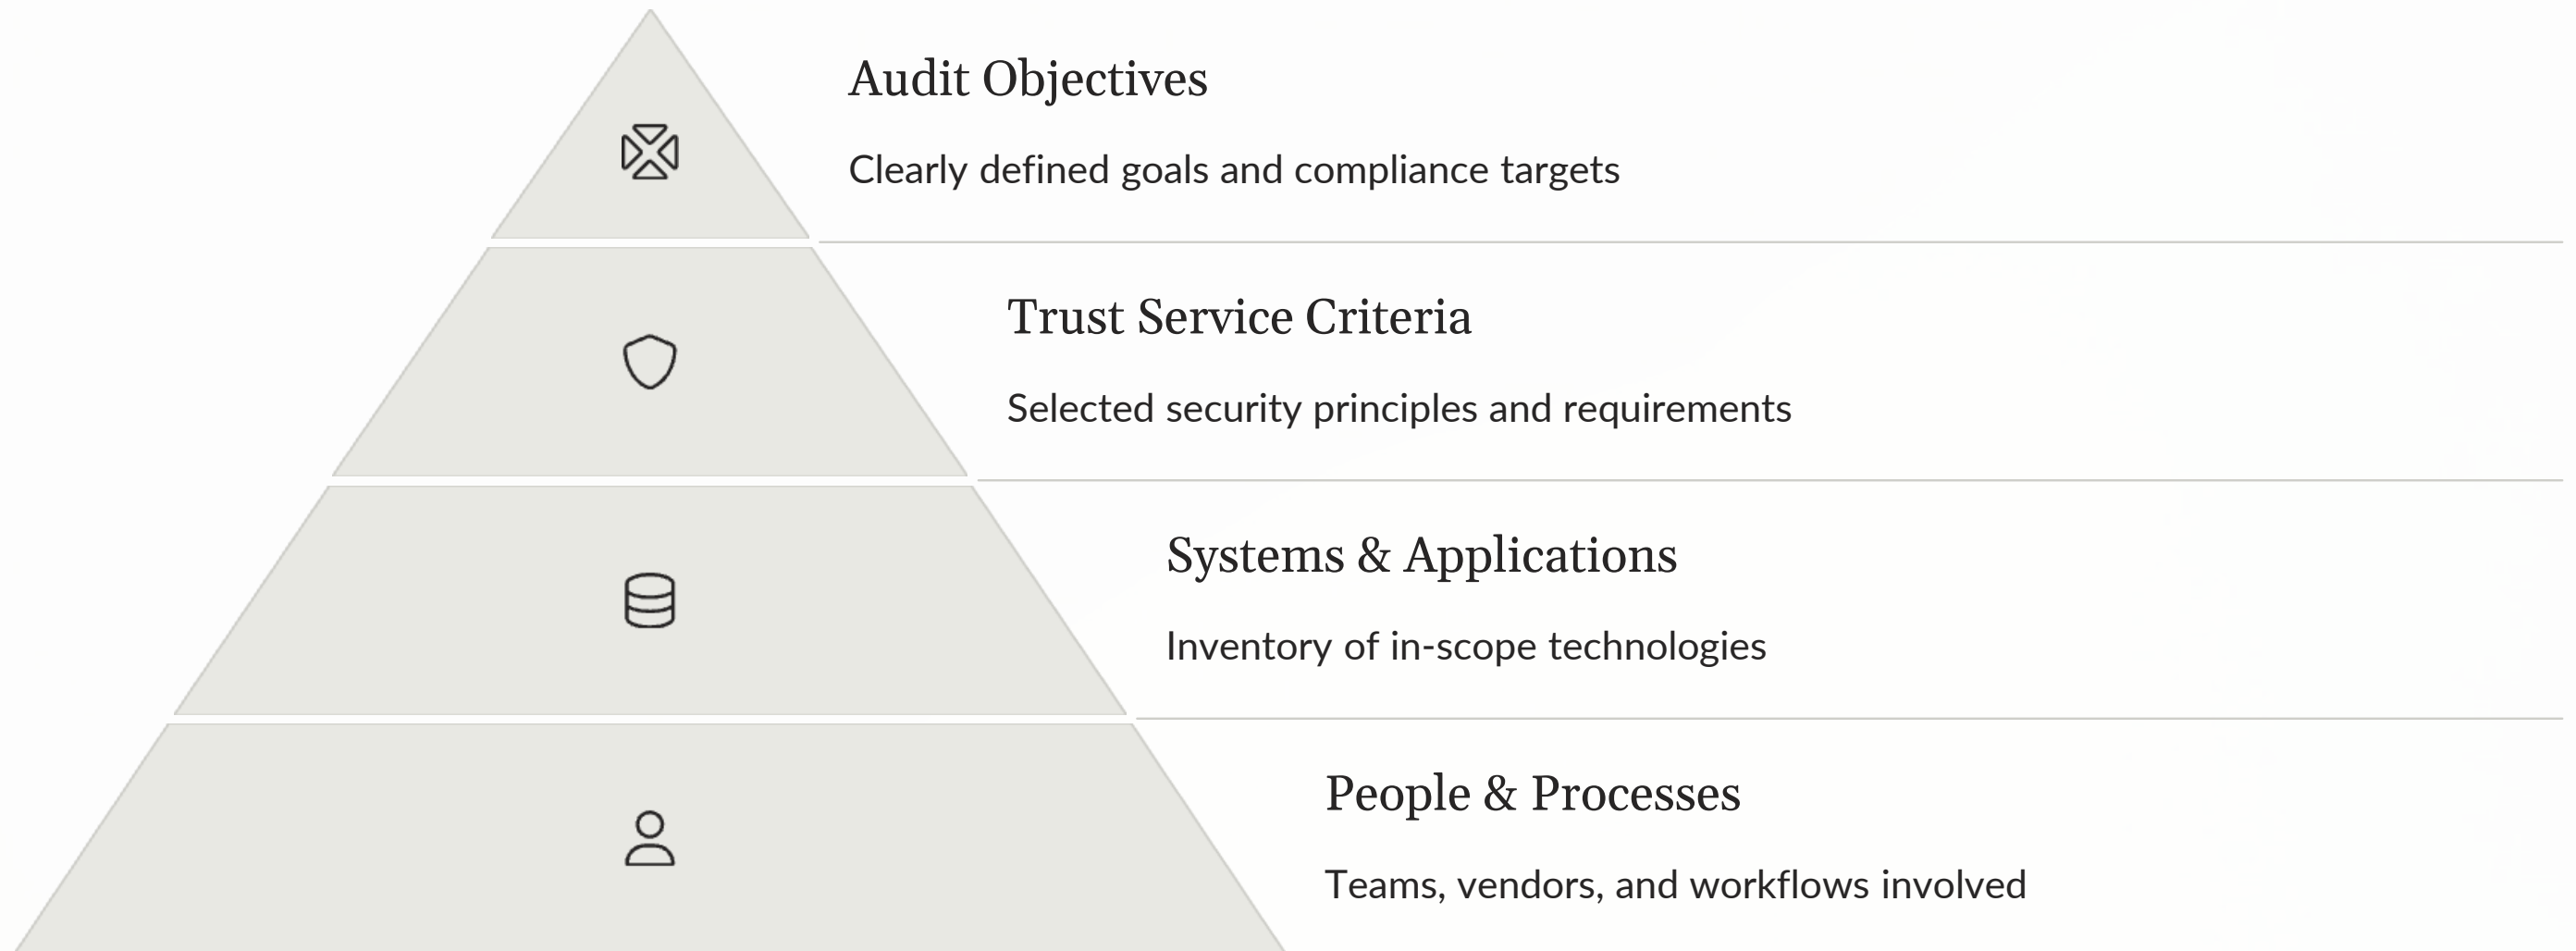 Audit Objectives
Clearly defined goals and compliance targets
Trust Service Criteria
Selected security principles and requirements
Systems & Applications
Inventory of in-scope technologies
People & Processes
Teams, vendors, and workflows involved